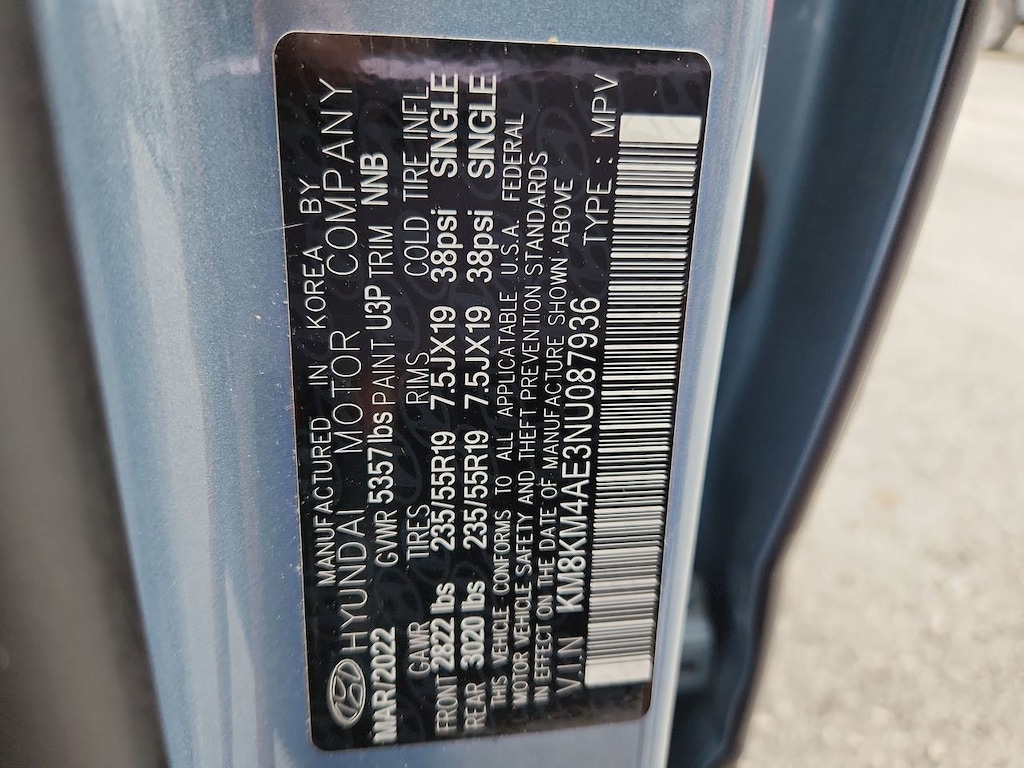 MANUFACTURED IN KOREA BY
HYUNDAI MOTOR COMPANY
MAR/2022 GVWR 5357 lbs PAINT U3P TRIM NNB
GAWR TIRES RIMS COLD TIRE INFL
FRONT 2822 lbs 235/55R19 7.5JX19 38psi SINGLE
REAR 3020 lbs 235/55R19 7.5JX19 38psi SINGLE
THIS VEHICLE CONFORMS TO ALL APPLICATABLE U.S.A. FEDERAL
MOTOR VEHICLE SAFETY AND THEFT PREVENTION STANDARDS
IN EFFECT ON THE DATE OF MANUFACTURE SHOWN ABOVE
V.I.N KM8KM4AE3NU087936 TYPE : MPV